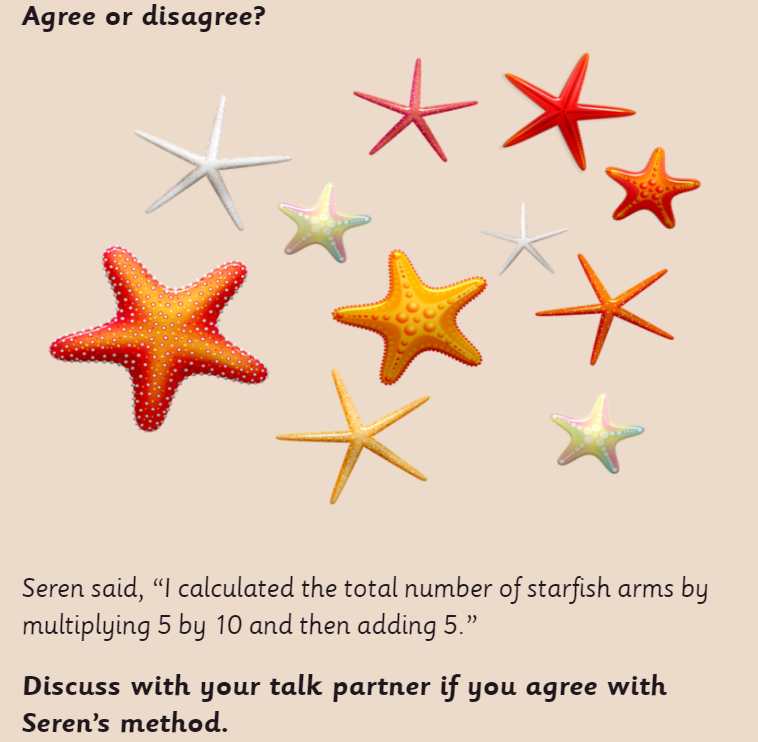 Agree or disagree?
Seren said, “I calculated the total number of starfish arms by
multiplying 5 by 10 and then adding 5.”
Discuss with your talk partner if you agree with
Seren’s method.